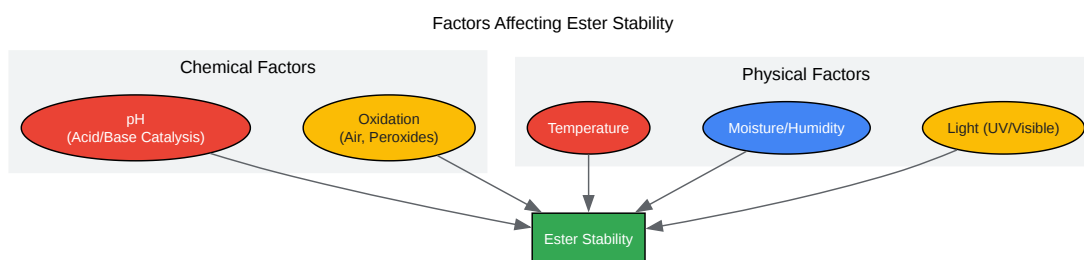 Factors Affecting Ester Stability
Chemical Factors
pH
(Acid/Base Catalysis)
Oxidation
(Air, Peroxides)
Physical Factors
Temperature
Moisture/Humidity
Light (UV/Visible)
Ester Stability